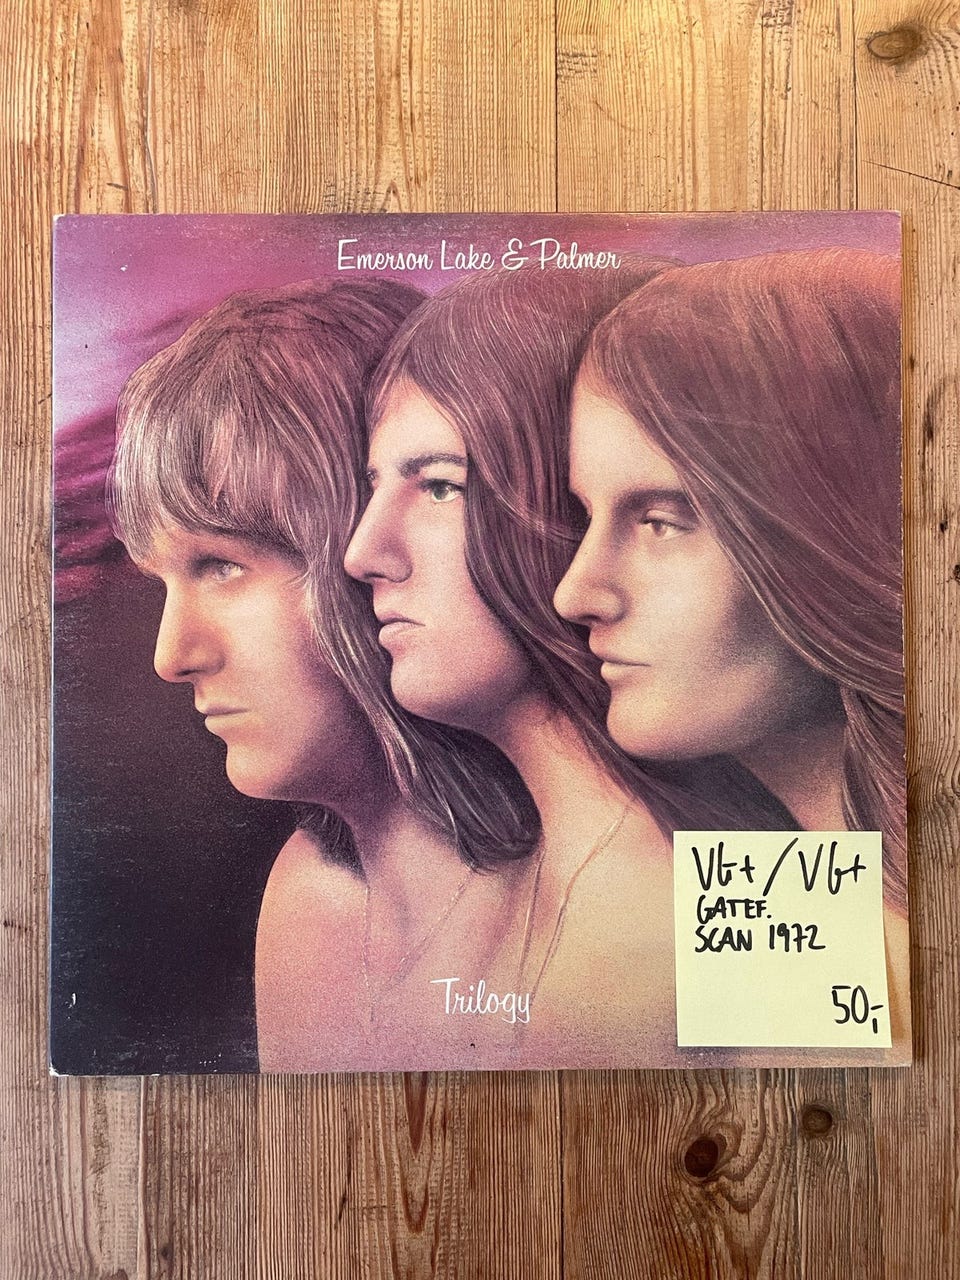 Emerson Lake & Palmer
Trilogy
VG+/VG+
GATEF.
SCAN 1972
50,-